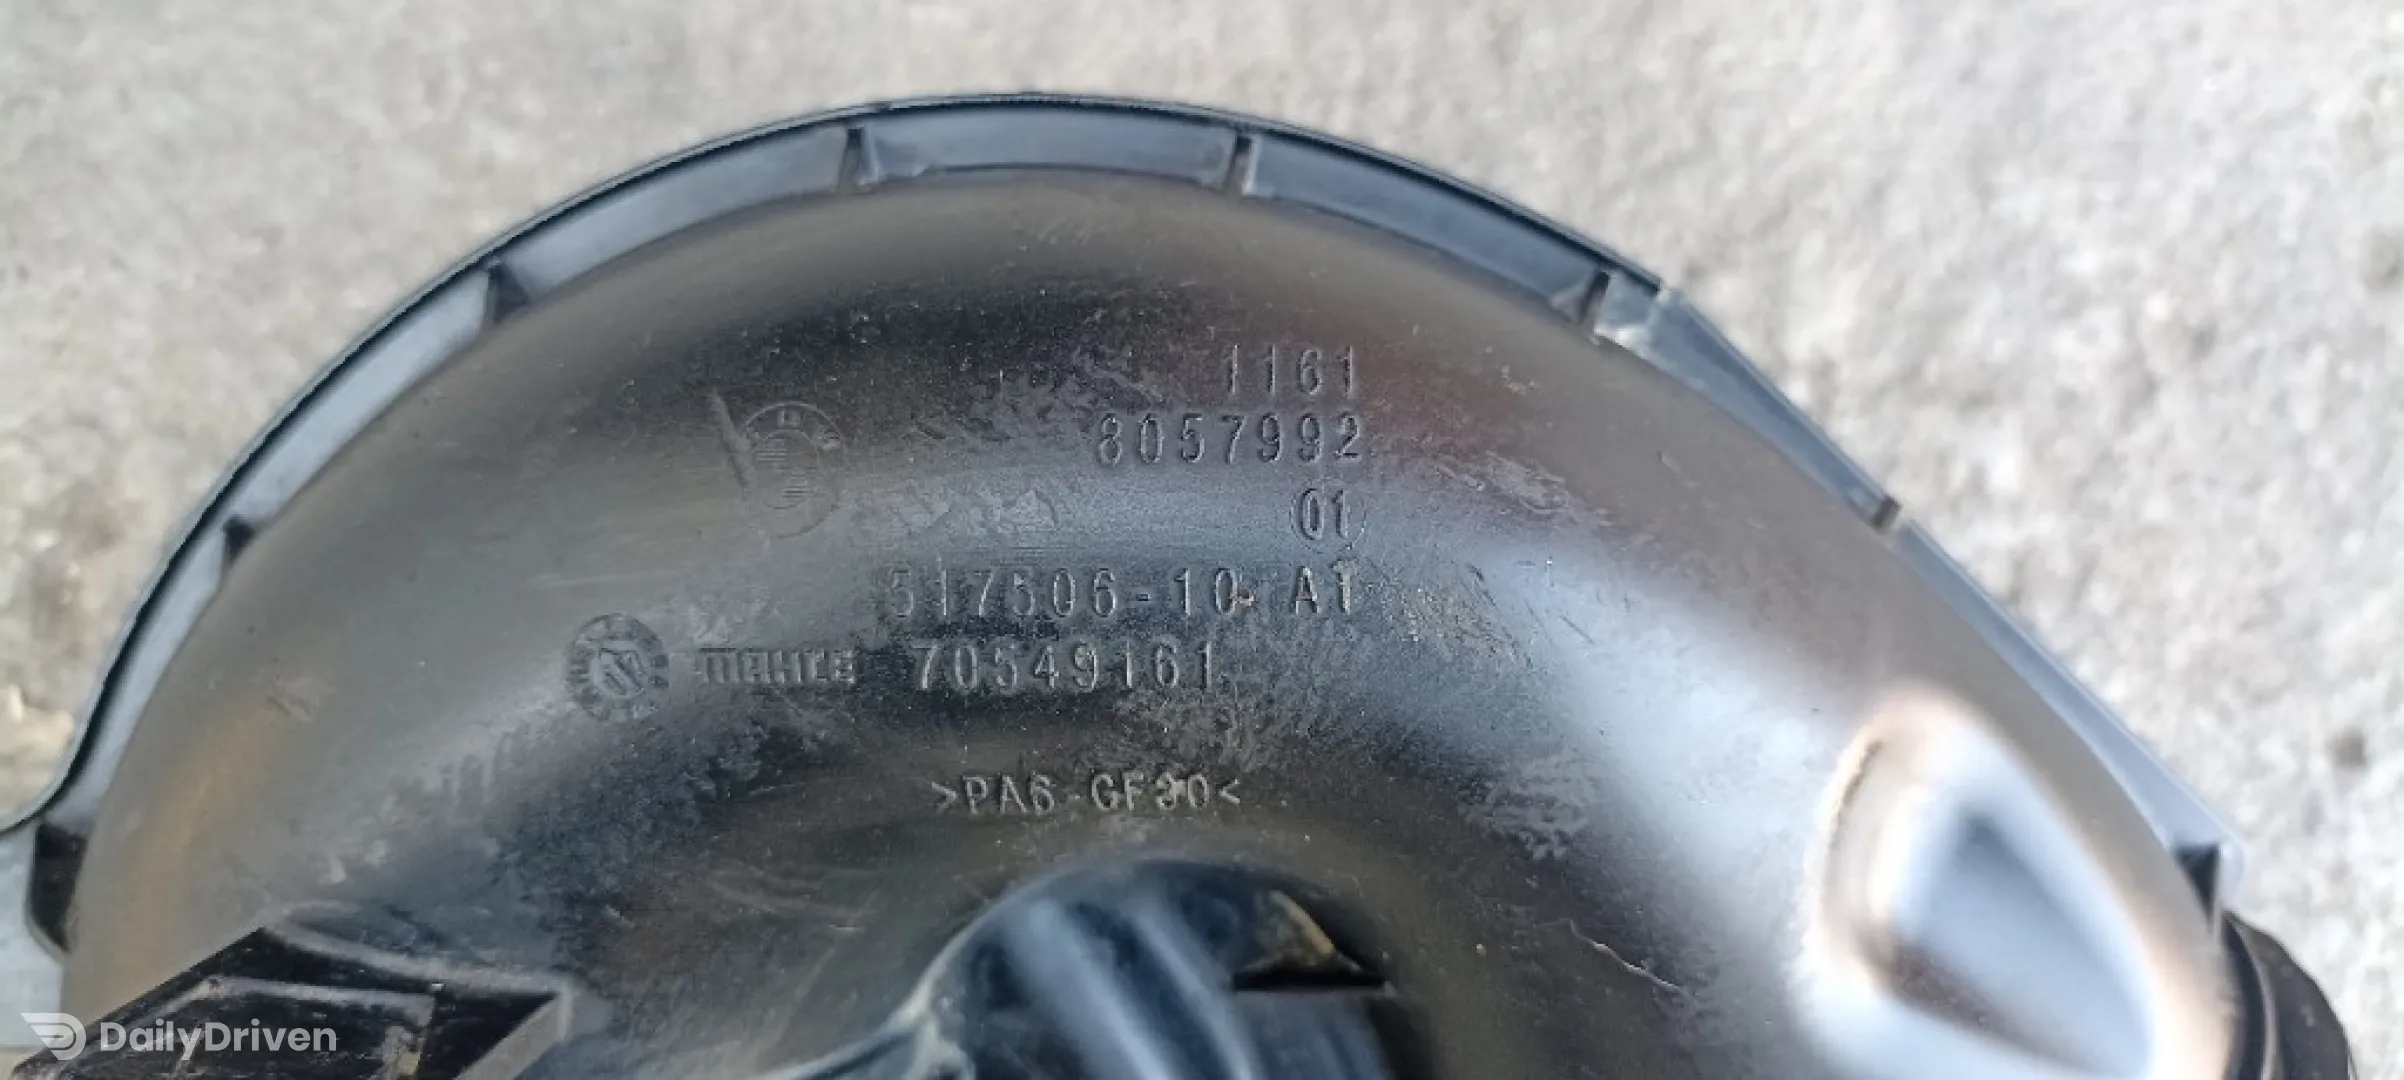 1161
8057992
01
517606-10 A1
MAHLE 70549161
>PA6-GF30<
DailyDriven